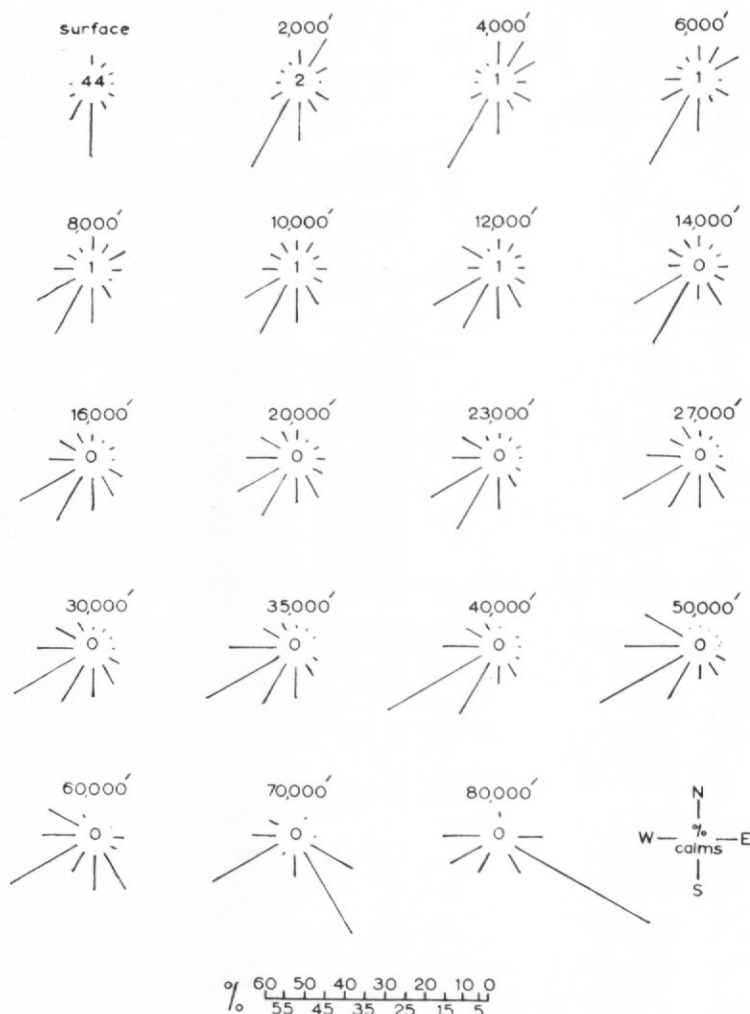 surface 2,000' 4,000' 6,000'
44 2 1 1
8,000' 10,000' 12,000' 14,000'
1 1 1 0
16,000' 20,000' 23,000' 27,000'
0 0 0 0
30,000' 35,000' 40,000' 50,000'
0 0 0 0
60,000' 70,000' 80,000'
0 0 0
N
W % E
calms
S
% 60 50 40 30 20 10 0
55 45 35 25 15 5